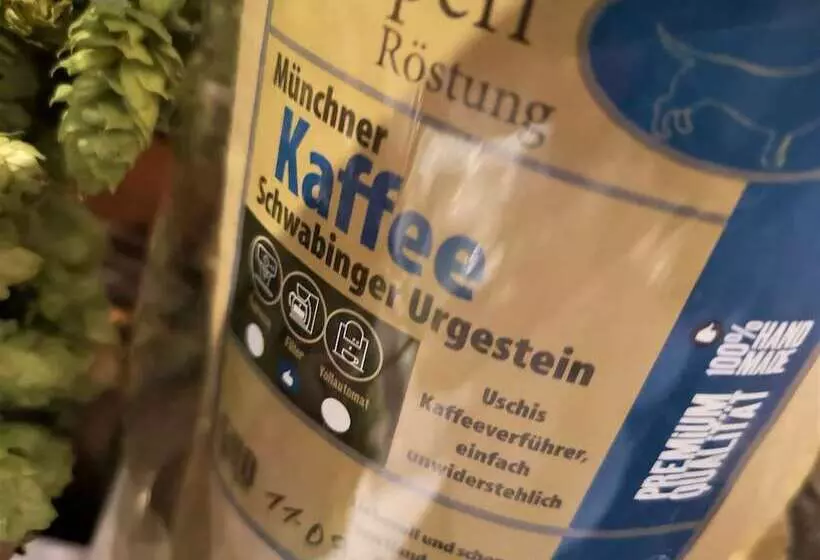 Röstung
Münchner
Kaffee
Schwabinger Urgestein
Filter
Vollautomat
Uschis
Kaffeeverführer,
einfach
unwiderstehlich
100%
HAND
MADE
PREMIUM
QUALITÄT